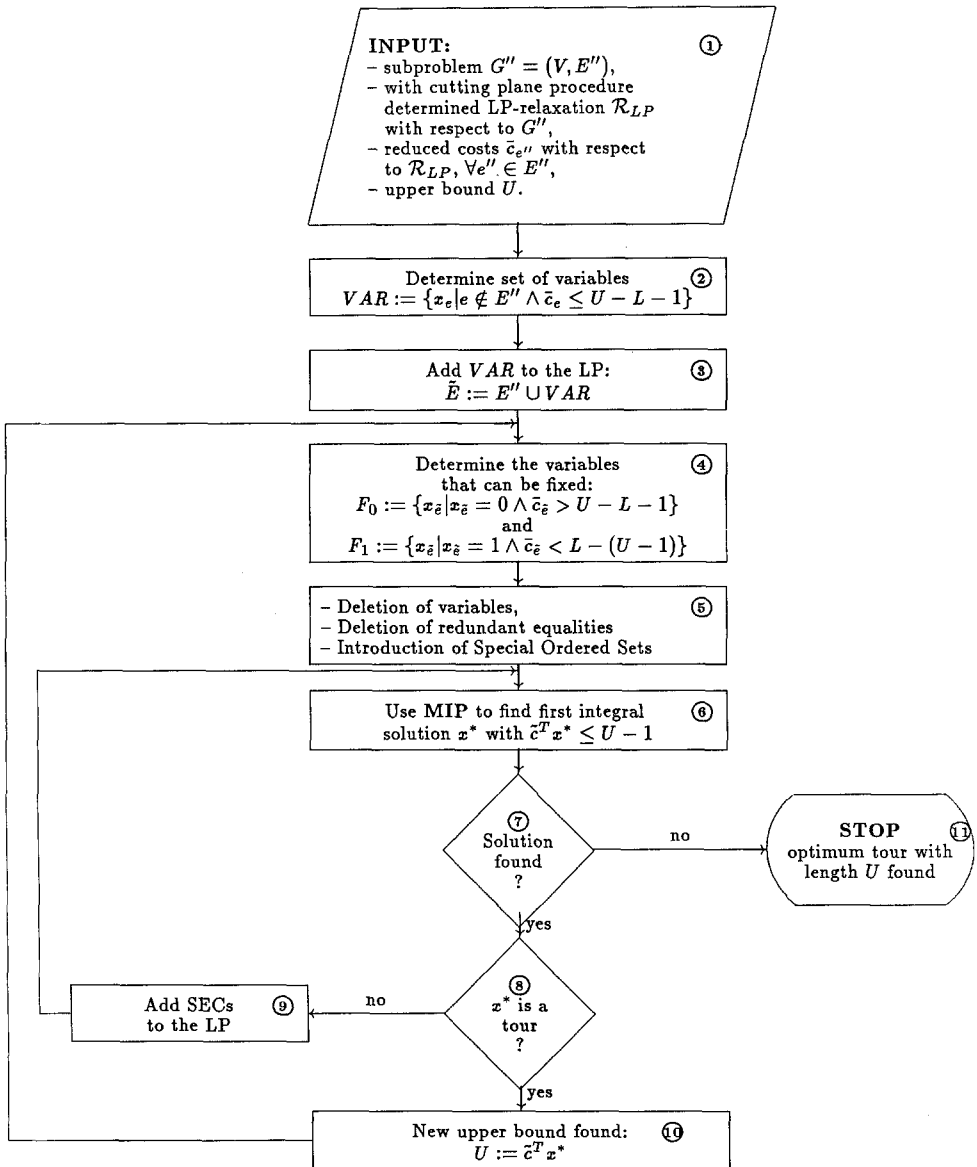 INPUT: ①
– subproblem G″ = (V, E″),
– with cutting plane procedure
determined LP-relaxation ℛ_LP
with respect to G″,
– reduced costs c̄_e″ with respect
to ℛ_LP, ∀e″ ∈ E″,
– upper bound U.
Determine set of variables ②
VAR := {x_e|e ∉ E″ ∧ c̄_e ≤ U − L − 1}
Add VAR to the LP: ③
Ẽ := E″ ∪ VAR
Determine the variables ④
that can be fixed:
F₀ := {x_ẽ|x_ẽ = 0 ∧ c̄_ẽ > U − L − 1}
and
F₁ := {x_ẽ|x_ẽ = 1 ∧ c̄_ẽ < L − (U − 1)}
– Deletion of variables, ⑤
– Deletion of redundant equalities
– Introduction of Special Ordered Sets
Use MIP to find first integral ⑥
solution x* with c̃ᵀx* ≤ U − 1
⑦
Solution
found
?
no
STOP ⑪
optimum tour with
length U found
yes
⑧
x* is a
tour
?
no
Add SECs ⑨
to the LP
yes
New upper bound found: ⑩
U := c̃ᵀx*